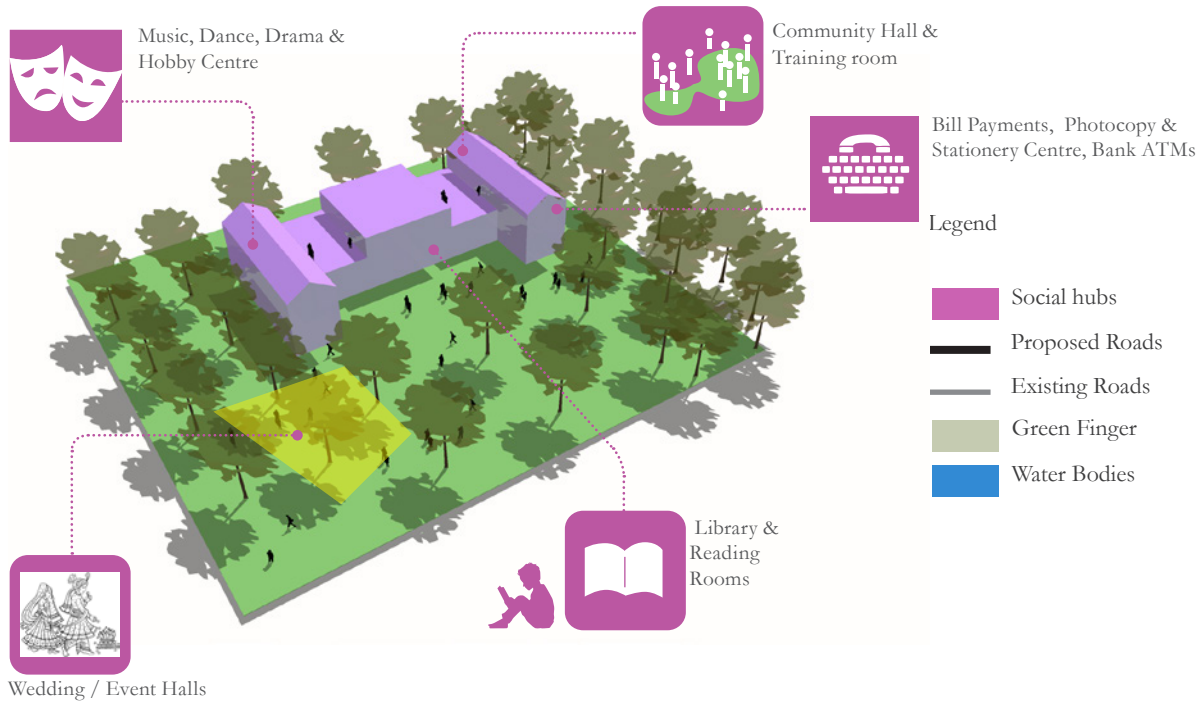 Music, Dance, Drama &
Hobby Centre
Community Hall &
Training room
Bill Payments, Photocopy &
Stationery Centre, Bank ATMs
Legend
Social hubs
Proposed Roads
Existing Roads
Green Finger
Water Bodies
Library &
Reading
Rooms
Wedding / Event Halls